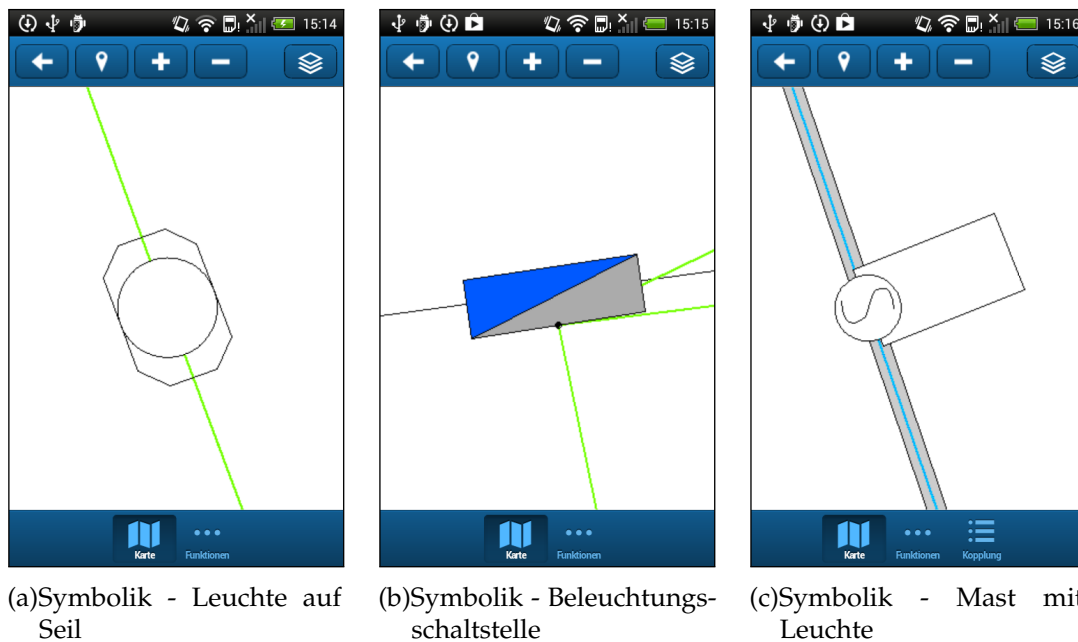 15:14
Karte Funktionen
(a)Symbolik - Leuchte auf
Seil
15:15
Karte Funktionen
(b)Symbolik - Beleuchtungs-
schaltstelle
15:16
Karte Funktionen Kopplung
(c)Symbolik - Mast mit
Leuchte